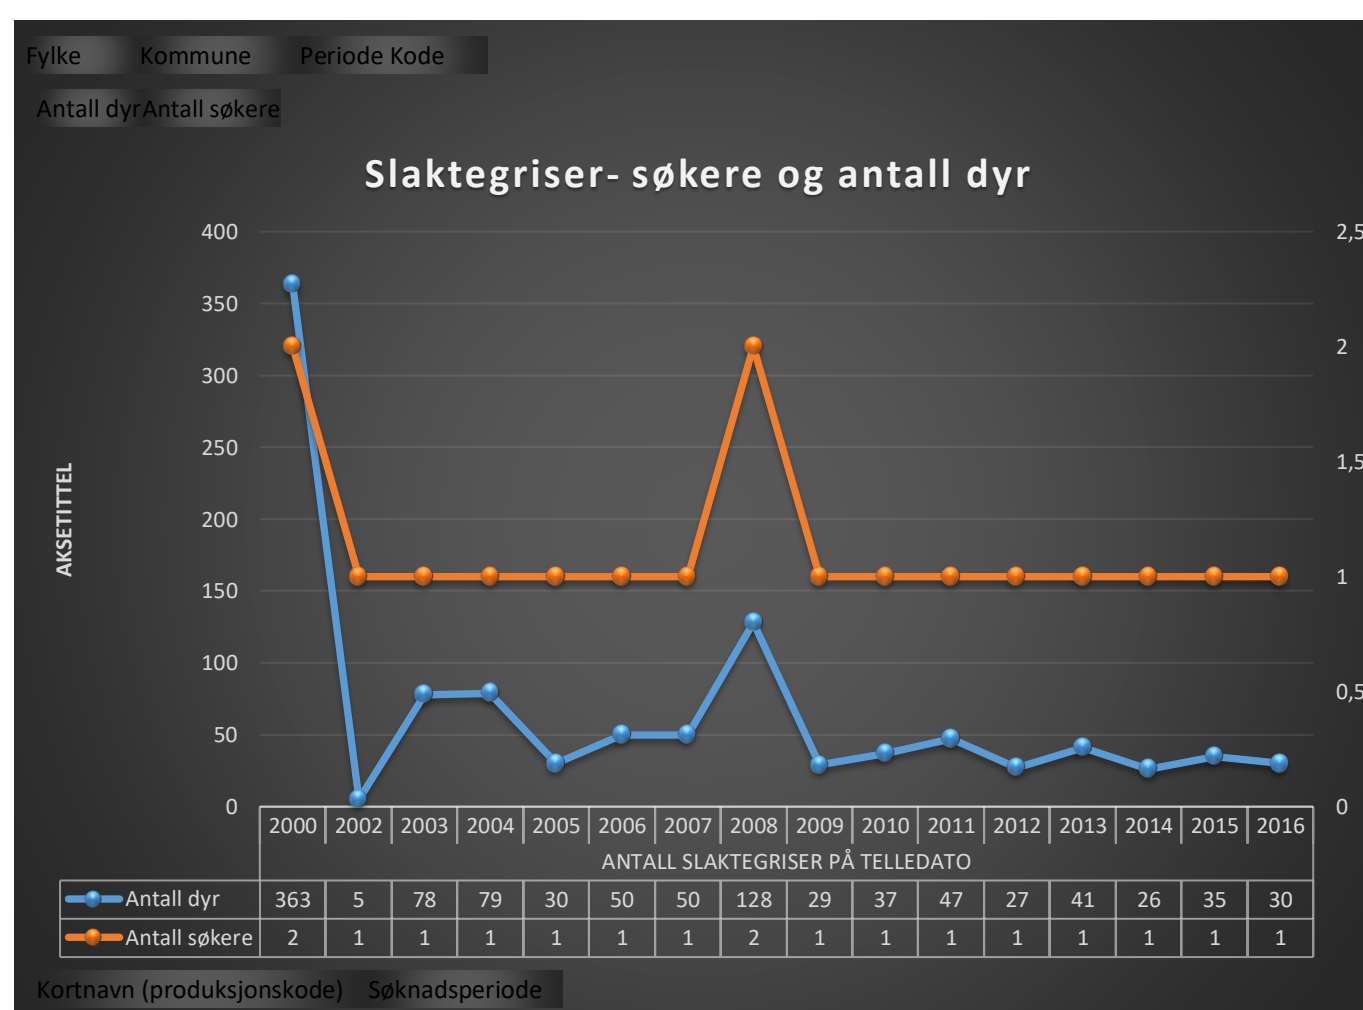 Fylke Kommune Periode Kode
Antall dyr Antall søkere
Slaktegriser- søkere og antall dyr
400 2,5
350
300 2
250
200 1,5
150 1
100
50 0,5
0 0
AKSETITTEL
2000 2002 2003 2004 2005 2006 2007 2008 2009 2010 2011 2012 2013 2014 2015 2016
ANTALL SLAKTEGRISER PÅ TELLEDATO
Antall dyr 363 5 78 79 30 50 50 128 29 37 47 27 41 26 35 30
Antall søkere 2 1 1 1 1 1 1 2 1 1 1 1 1 1 1 1
Kortnavn (produksjonskode) Søknadsperiode